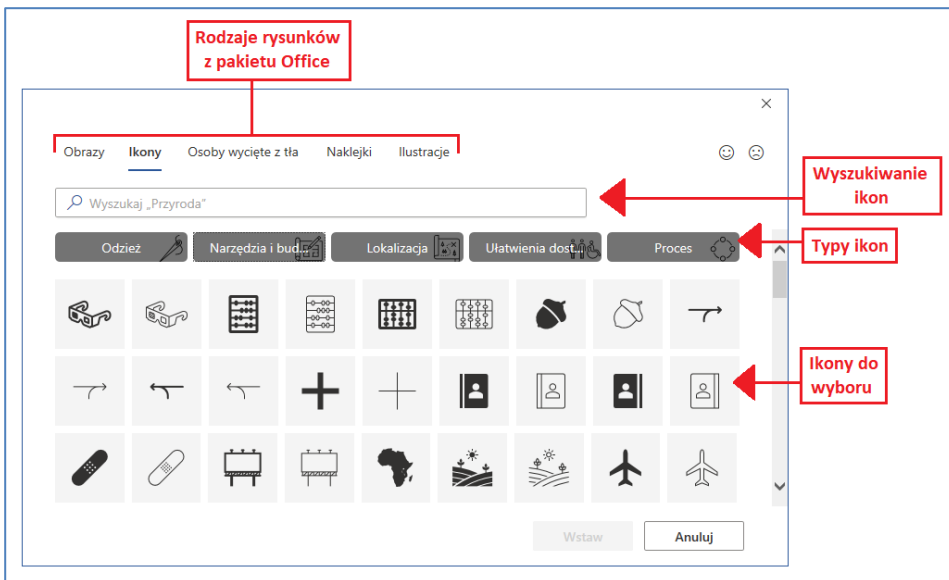 Rodzaje rysunków
z pakietu Office
Obrazy Ikony Osoby wycięte z tła Naklejki Ilustracje
Wyszukiwanie
ikon
Wyszukaj „Przyroda”
Odzież Narzędzia i bud... Lokalizacja Ułatwienia dost... Proces
Typy ikon
Ikony do
wyboru
Wstaw Anuluj